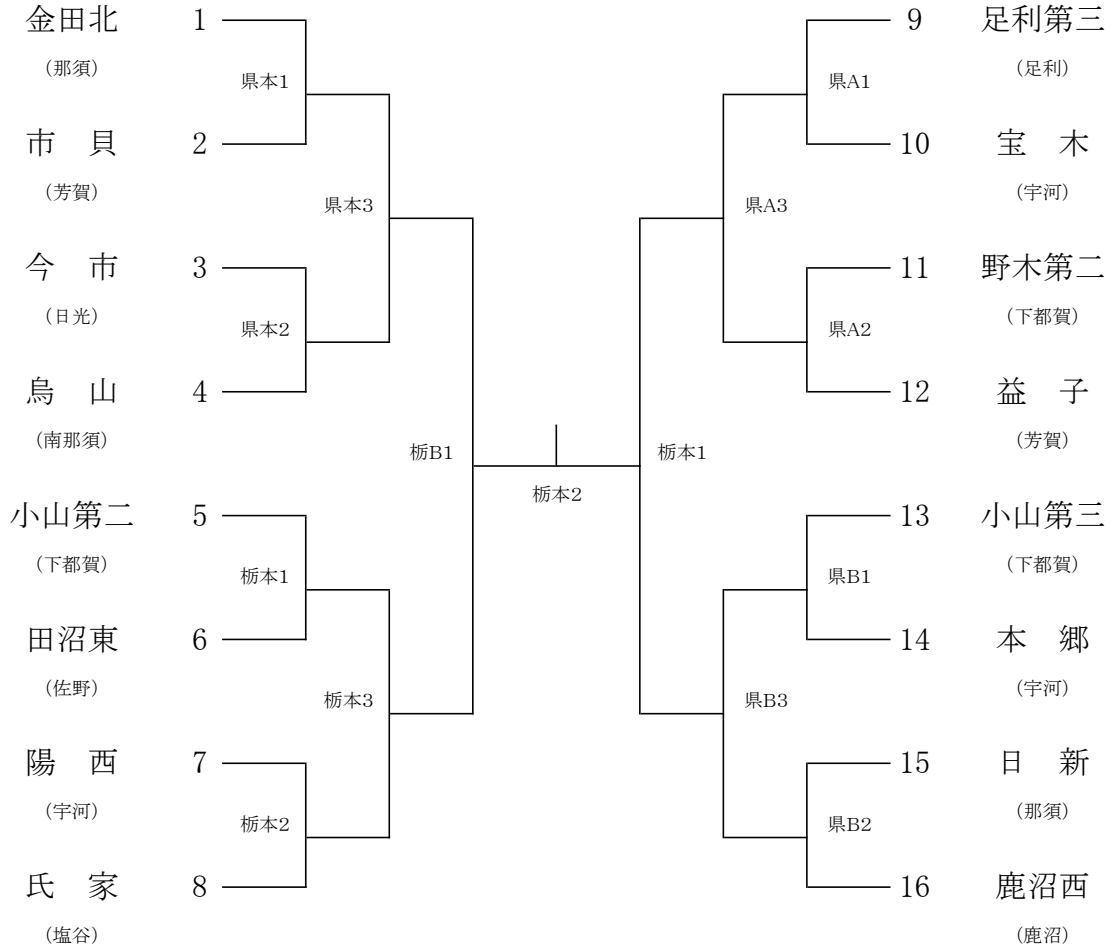 金田北 1
（那須）
県本1
市　貝 2
（芳賀）
県本3
今　市 3
（日光）
県本2
烏　山 4
（南那須）
栃B1
小山第二 5
（下都賀）
栃本1
田沼東 6
（佐野）
栃本3
陽　西 7
（宇河）
栃本2
氏　家 8
（塩谷）
栃本2
9 足利第三
（足利）
県A1
10 宝　木
（宇河）
県A3
11 野木第二
（下都賀）
県A2
12 益　子
（芳賀）
栃本1
13 小山第三
（下都賀）
県B1
14 本　郷
（宇河）
県B3
15 日　新
（那須）
県B2
16 鹿沼西
（鹿沼）